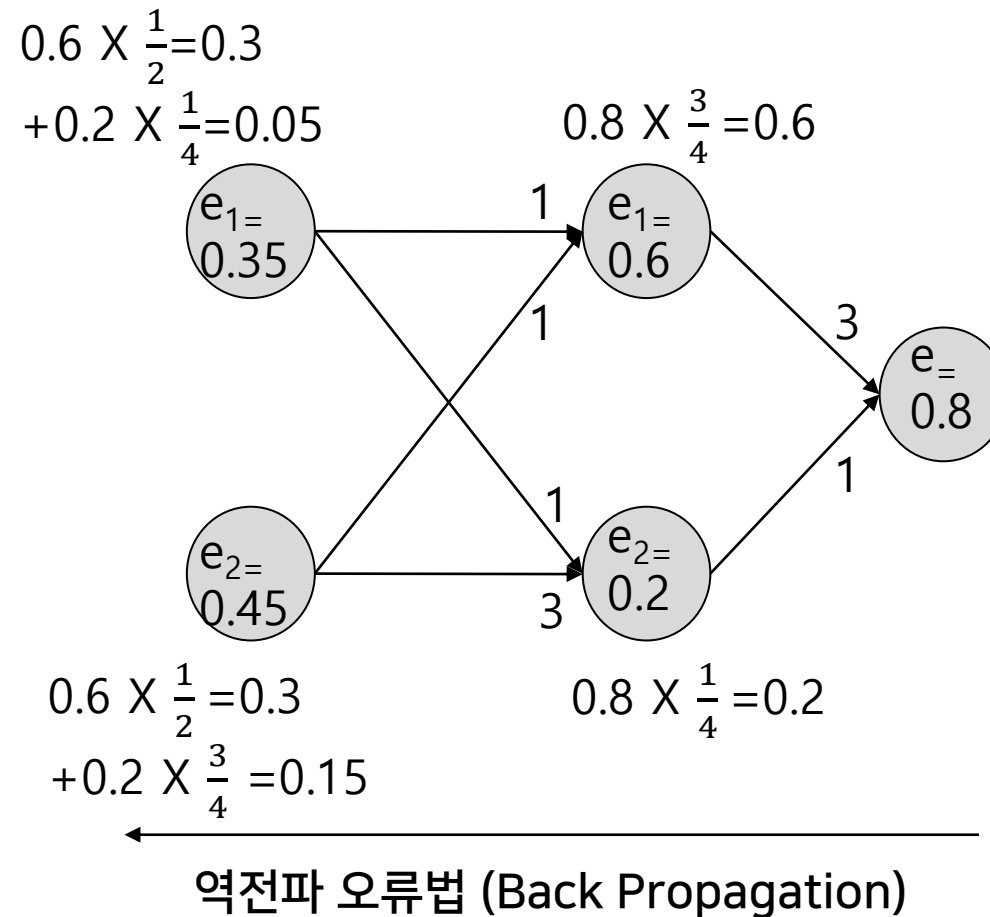 0.6 X 1/2=0.3
+0.2 X 1/4=0.05
0.8 X 3/4 =0.6
e1=
0.35
1
e1=
0.6
1
3
e=
0.8
e2=
0.45
1
3
e2=
0.2
1
0.6 X 1/2 =0.3
+0.2 X 3/4 =0.15
0.8 X 1/4 =0.2
역전파 오류법 (Back Propagation)